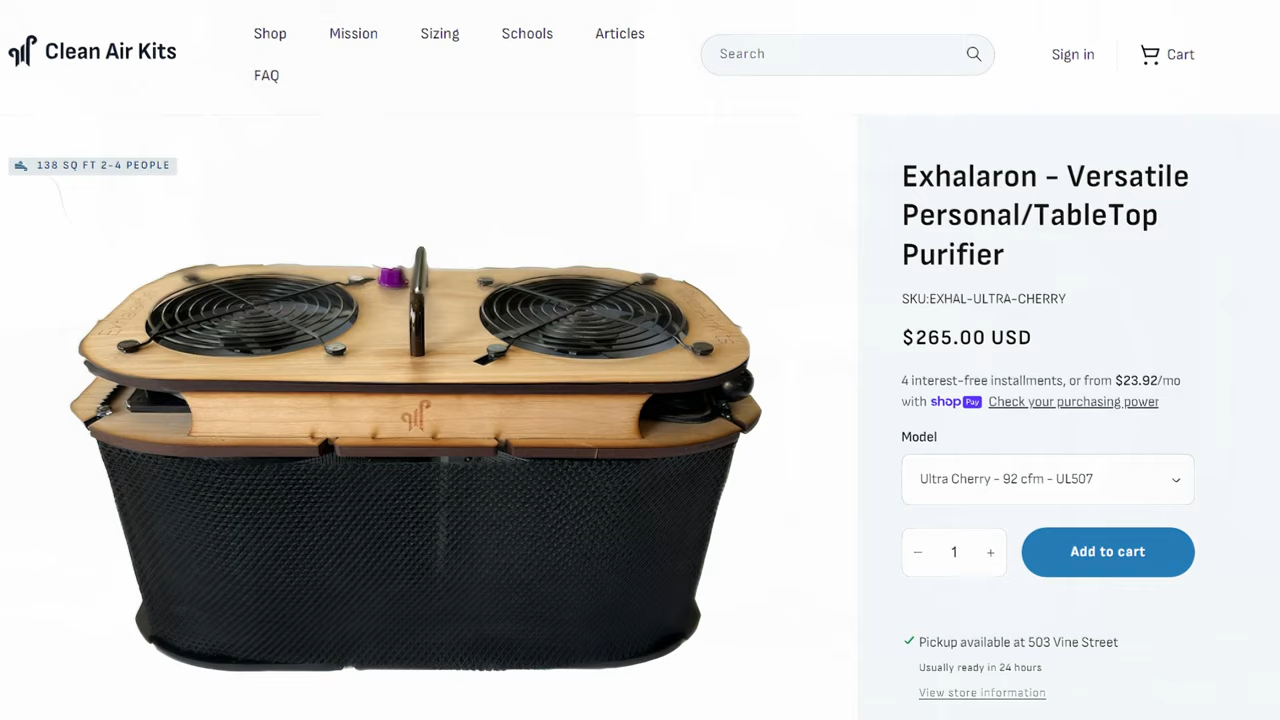 Clean Air Kits
Shop Mission Sizing Schools Articles
FAQ
Search
Sign in
Cart
138 SQ FT 2-4 PEOPLE
Exhalaron - Versatile
Personal/TableTop
Purifier
SKU:EXHAL-ULTRA-CHERRY
$265.00 USD
4 interest-free installments, or from $23.92/mo
with shop Pay Check your purchasing power
Model
Ultra Cherry - 92 cfm - UL507
− 1 +
Add to cart
Pickup available at 503 Vine Street
Usually ready in 24 hours
View store information